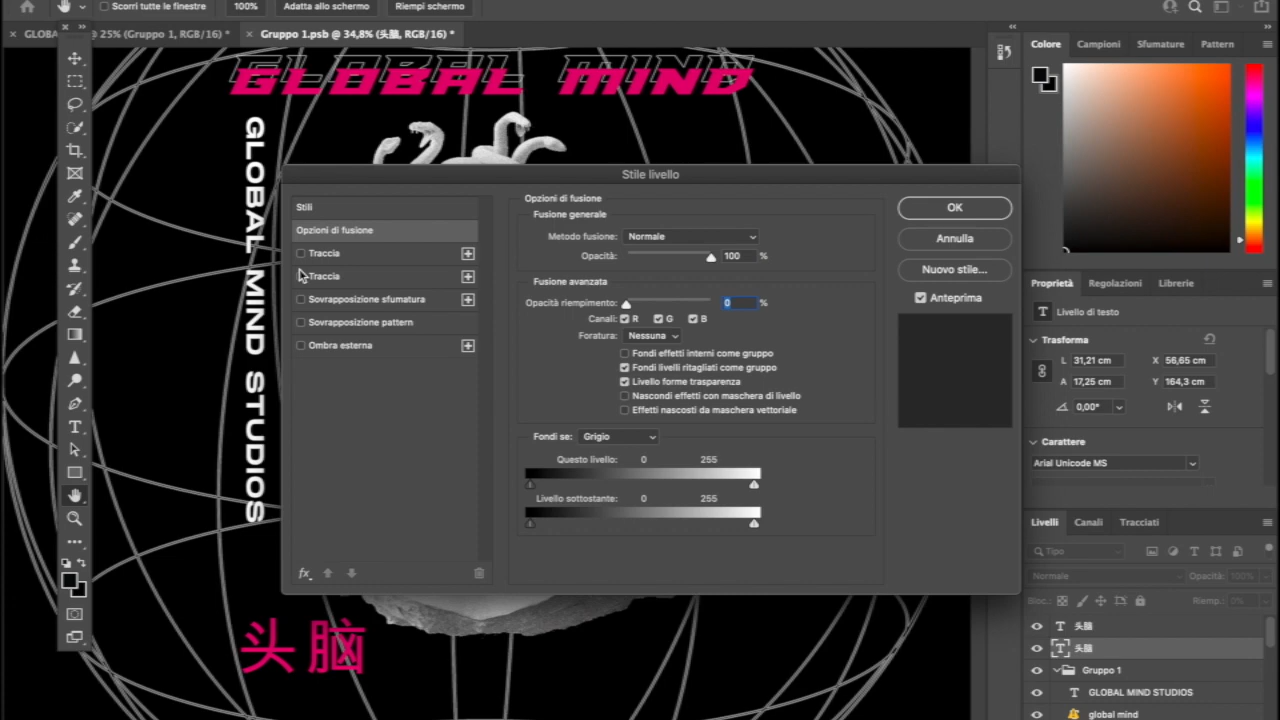 Scorri tutte le finestre
100%
Adatta allo schermo
Riempi schermo
GLOBA
@ 25% (Gruppo 1, RGB/16) *
Gruppo 1.psb @ 34,8% (头脑, RGB/16) *
GLOBAL MIND
GLOBAL MIND
GLOBAL MIND STUDIOS
头脑
Stile livello
Stili
Opzioni di fusione
Traccia
Traccia
Sovrapposizione sfumatura
Sovrapposizione pattern
Ombra esterna
fx
Opzioni di fusione
Fusione generale
Metodo fusione: Normale
Opacità: 100 %
Fusione avanzata
Opacità riempimento: 0 %
Canali: R G B
Foratura: Nessuna
Fondi effetti interni come gruppo
Fondi livelli ritagliati come gruppo
Livello forme trasparenza
Nascondi effetti con maschera di livello
Effetti nascosti da maschera vettoriale
Fondi se: Grigio
Questo livello: 0 255
Livello sottostante: 0 255
OK
Annulla
Nuovo stile...
Anteprima
Colore Campioni Sfumature Pattern
Proprietà Regolazioni Librerie
Livello di testo
Trasforma
L 31,21 cm X 56,65 cm
A 17,25 cm Y 164,3 cm
0,00°
Carattere
Arial Unicode MS
Livelli Canali Tracciati
Tipo
Normale Opacità: 100%
Bloc.: Riemp.: 0%
头脑
头脑
Gruppo 1
GLOBAL MIND STUDIOS
global mind